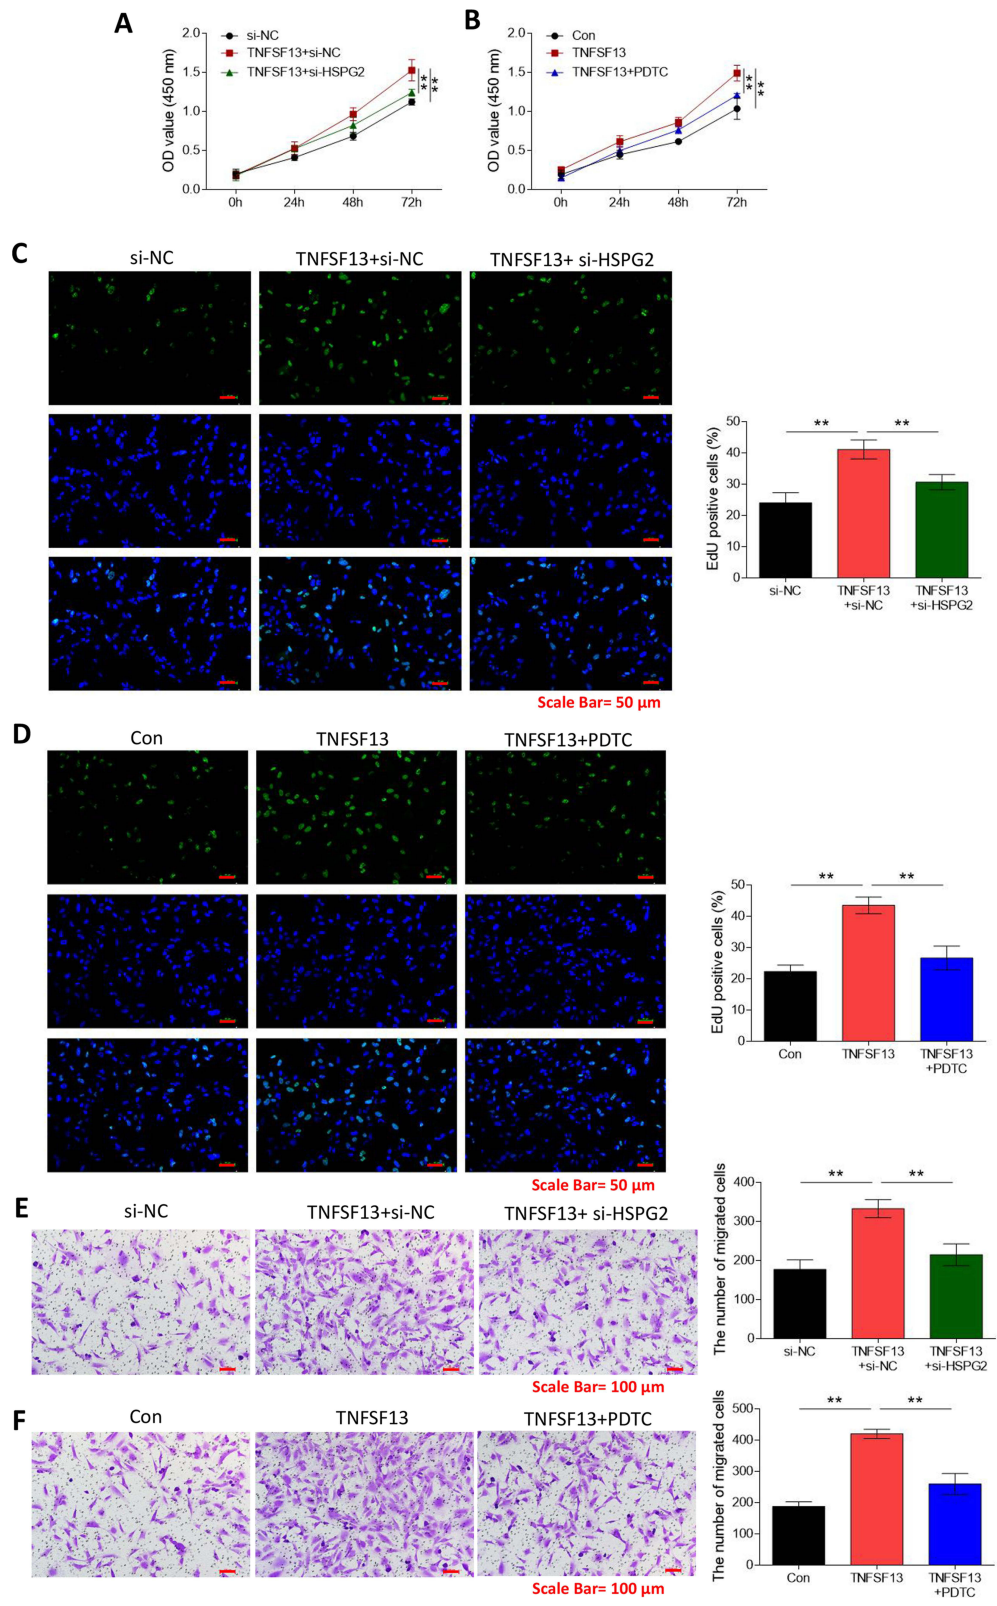 A
si-NC
TNFSF13+si-NC
TNFSF13+si-HSPG2
OD value (450 nm)
2.0
1.5
1.0
0.5
0.0
0h
24h
48h
72h
**
**
B
Con
TNFSF13
TNFSF13+PDTC
OD value (450 nm)
2.0
1.5
1.0
0.5
0.0
0h
24h
48h
72h
**
**
C
si-NC
TNFSF13+si-NC
TNFSF13+ si-HSPG2
Scale Bar= 50 μm
EdU positive cells (%)
50
40
30
20
10
0
**
**
si-NC
TNFSF13
+si-NC
TNFSF13
+si-HSPG2
D
Con
TNFSF13
TNFSF13+PDTC
Scale Bar= 50 μm
EdU positive cells (%)
50
40
30
20
10
0
**
**
Con
TNFSF13
TNFSF13
+PDTC
E
si-NC
TNFSF13+si-NC
TNFSF13+ si-HSPG2
Scale Bar= 100 μm
The number of migrated cells
400
300
200
100
0
**
**
si-NC
TNFSF13
+si-NC
TNFSF13
+si-HSPG2
F
Con
TNFSF13
TNFSF13+PDTC
Scale Bar= 100 μm
The number of migrated cells
500
400
300
200
100
0
**
**
Con
TNFSF13
TNFSF13
+PDTC